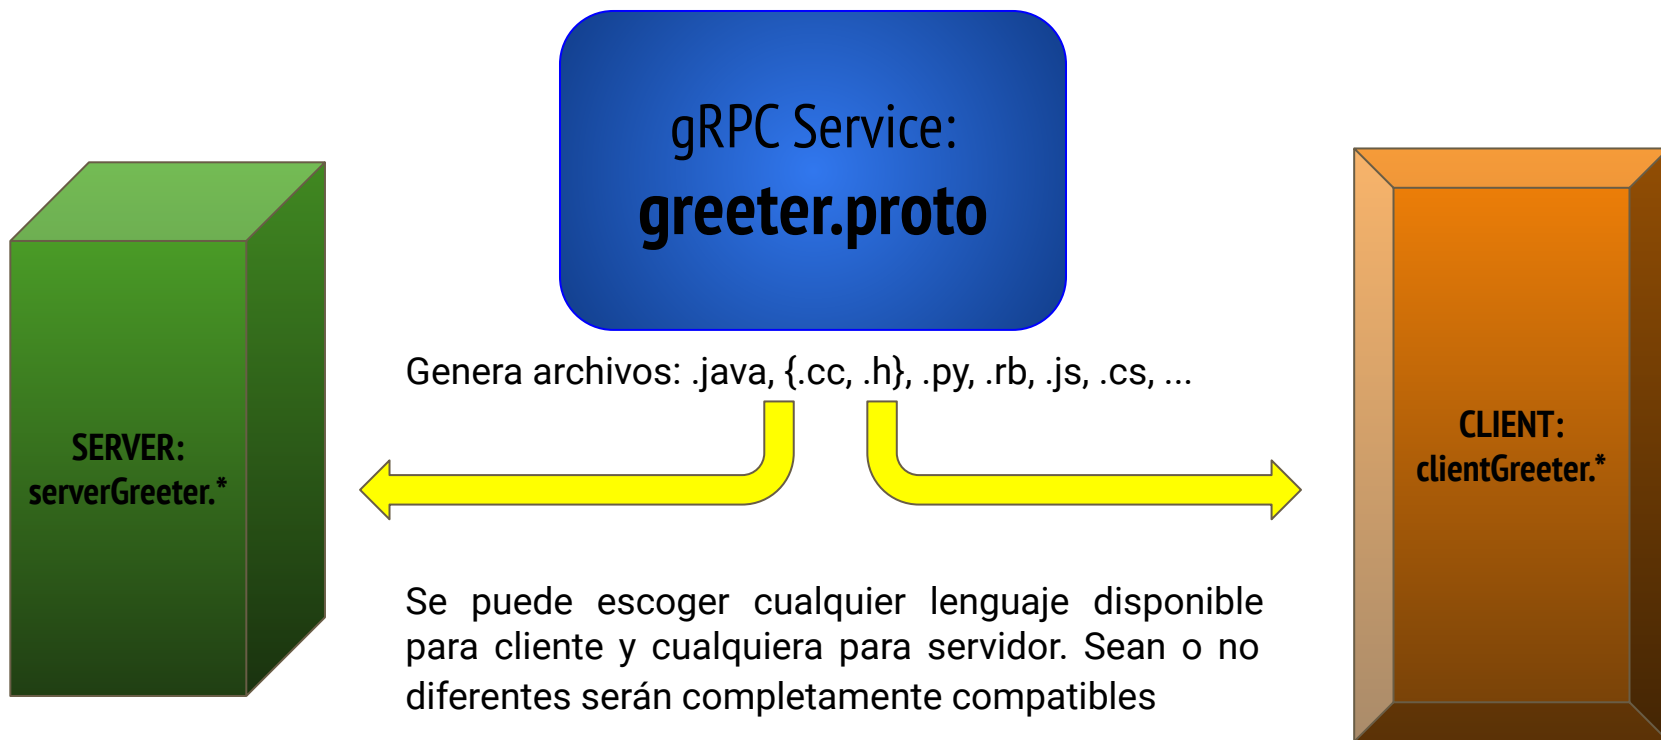 gRPC Service:
greeter.proto
Genera archivos: .java, {.cc, .h}, .py, .rb, .js, .cs, ...
SERVER:
serverGreeter.*
CLIENT:
clientGreeter.*
Se puede escoger cualquier lenguaje disponible
para cliente y cualquiera para servidor. Sean o no
diferentes serán completamente compatibles